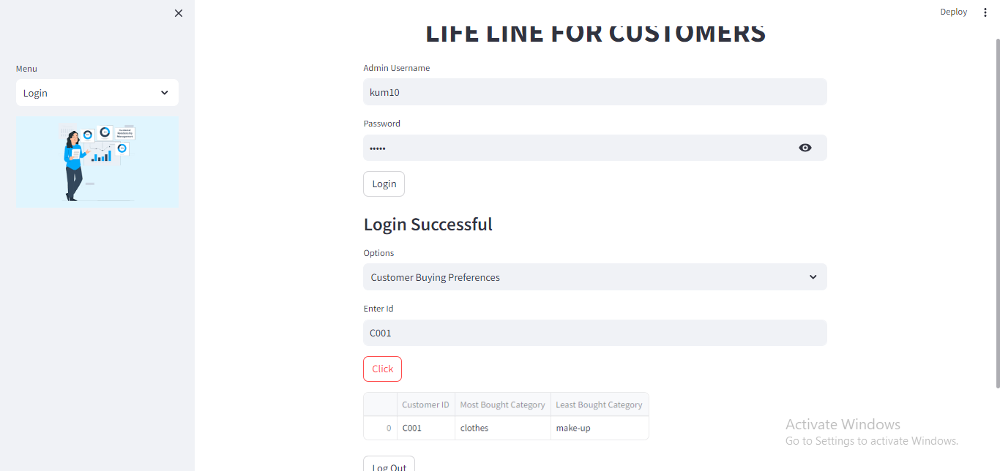 Deploy
LIFE LINE FOR CUSTOMERS
Menu
Login
Customer
Relationship
Management
Admin Username
kum10
Password
•••••
Login
Login Successful
Options
Customer Buying Preferences
Enter Id
C001
Click
Customer ID Most Bought Category Least Bought Category
0 C001 clothes make-up
Log Out
Activate Windows
Go to Settings to activate Windows.